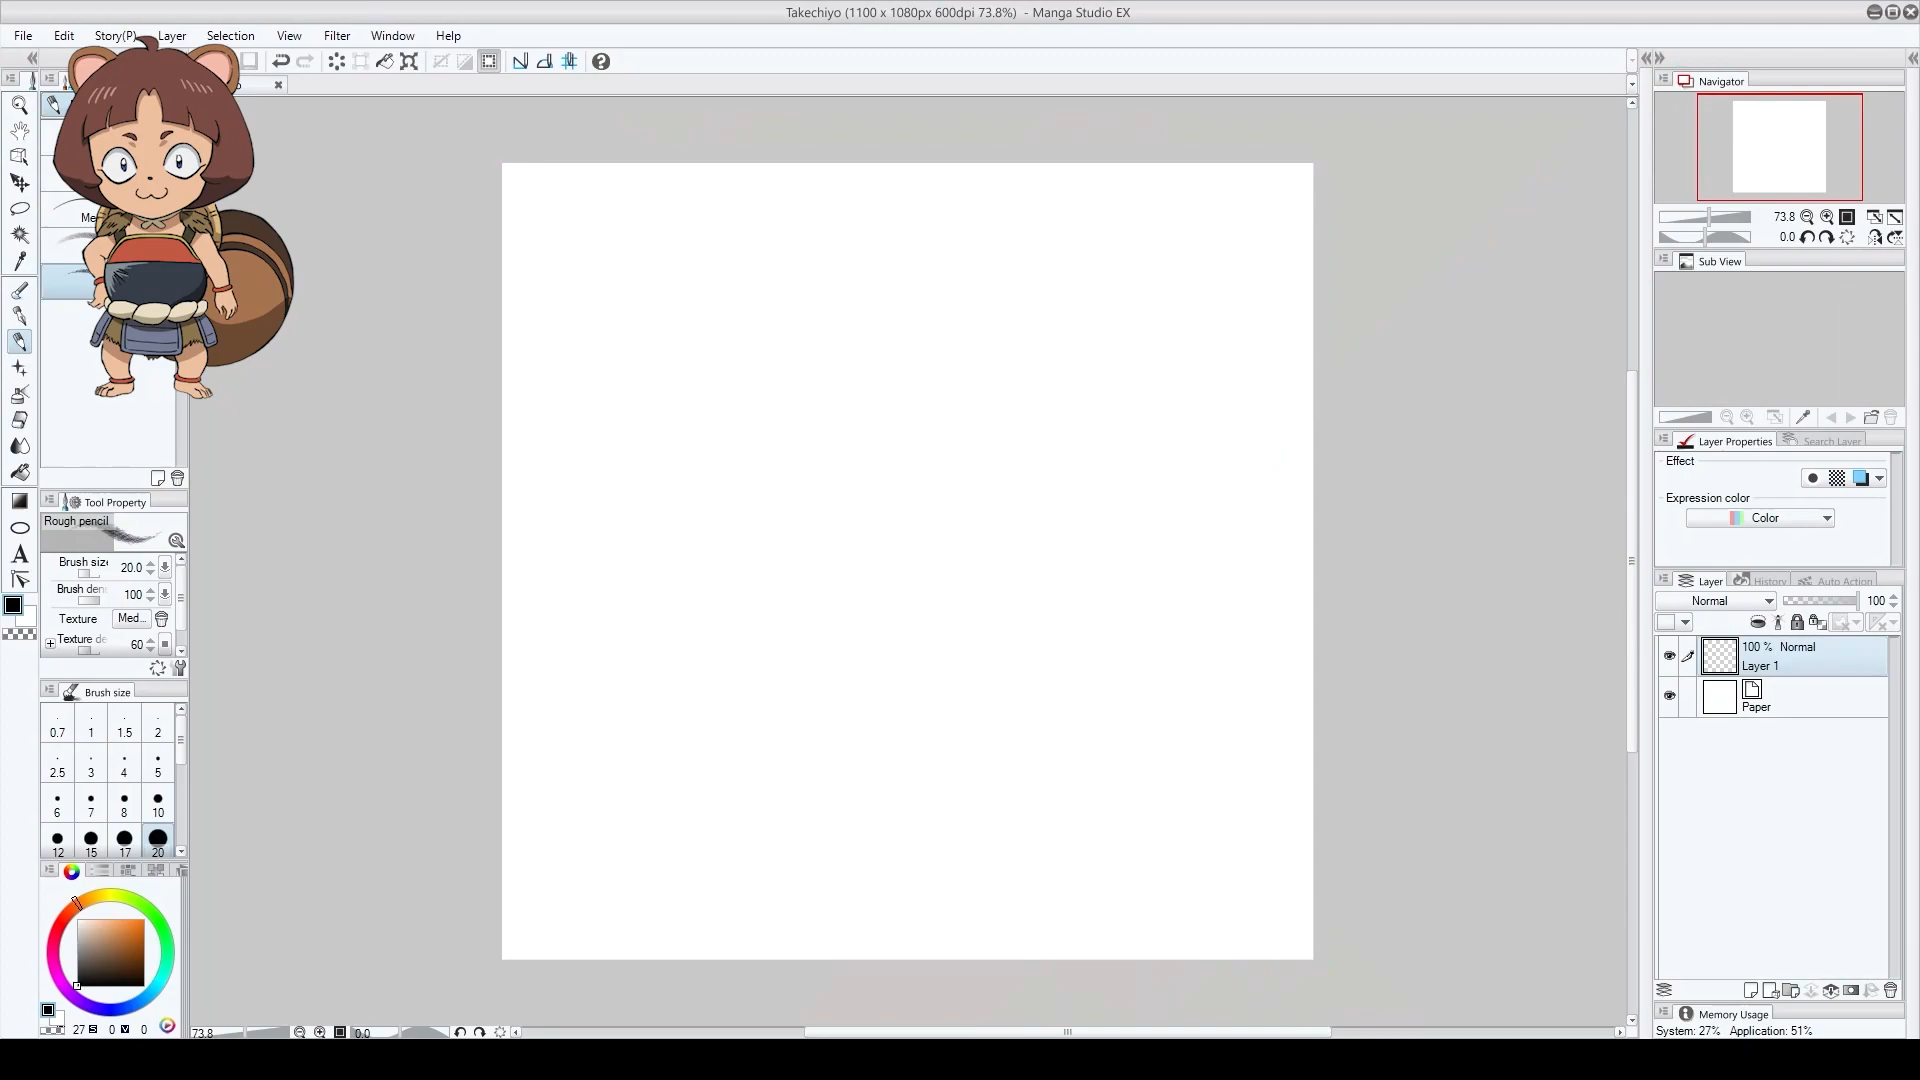 Takechiyo (1100 x 1080px 600dpi 73.8%) - Manga Studio EX
File Edit Story(P) Layer Selection View Filter Window Help
Navigator
73.8
0.0
Sub View
Layer Properties Search Layer
Effect
Expression color
Color
Layer History Auto Action
Normal 100
100 % Normal
Layer 1
Paper
Memory Usage
System: 27% Application: 51%
Tool Property
Rough pencil
Brush size 20.0
Brush den 100
Texture Med...
Texture de 60
Brush size
0.7 1 1.5 2
2.5 3 4 5
6 7 8 10
12 15 17 20
27 S 0 V 0
73.8 0.0